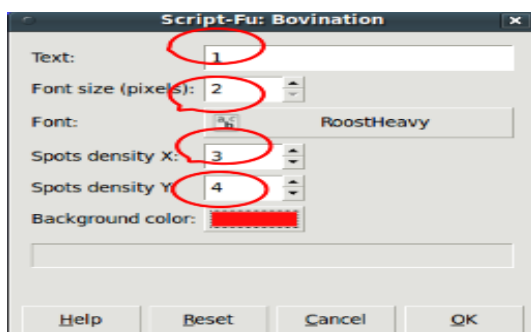 Script-Fu: Bovination
Text: 1
Font size (pixels): 2
Font: RoostHeavy
Spots density X: 3
Spots density Y: 4
Background color:
Help Reset Cancel OK